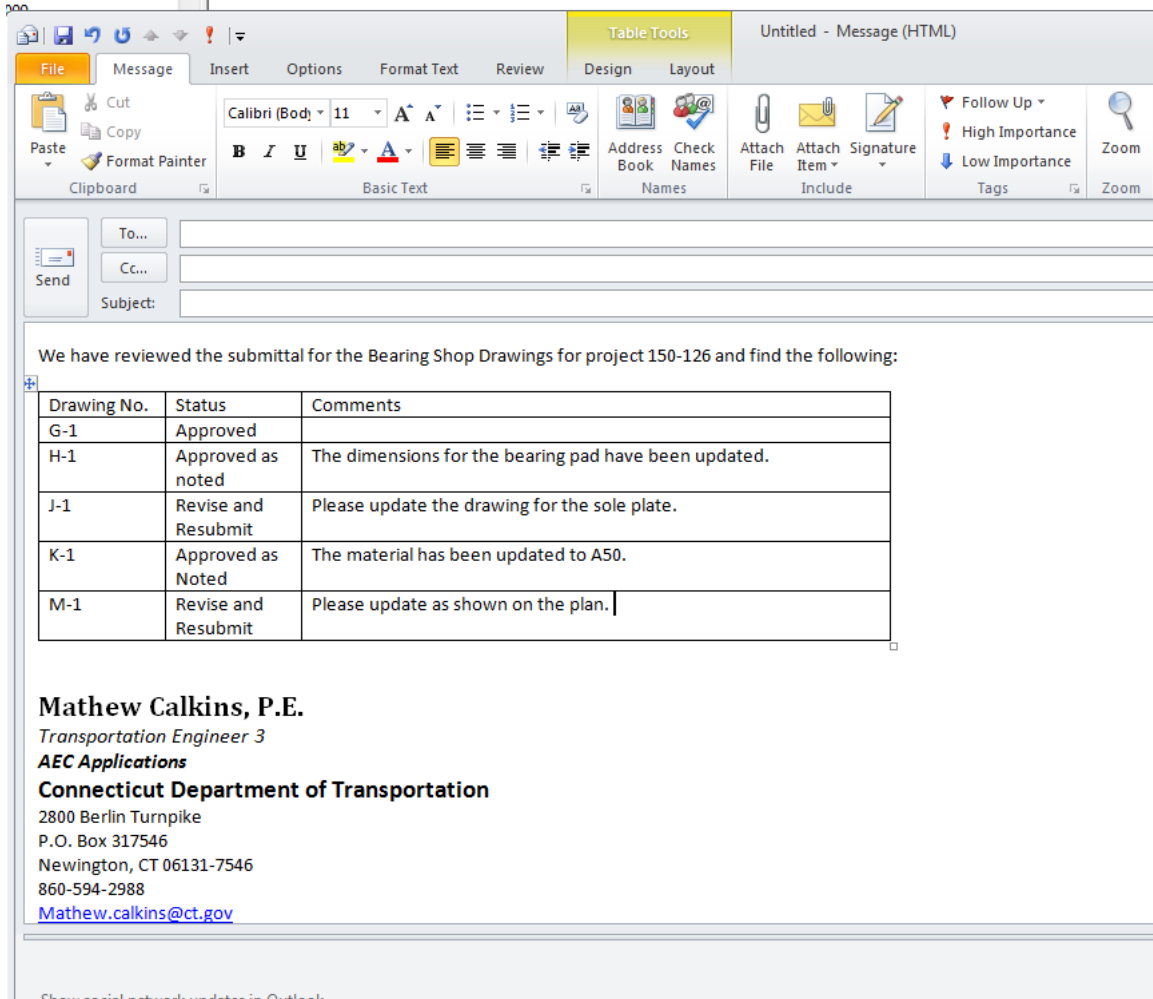 Table Tools
Untitled - Message (HTML)
File Message Insert Options Format Text Review Design Layout
Paste
Cut
Copy
Format Painter
Clipboard
Calibri (Body 11
B I U
Basic Text
Address Book
Check Names
Names
Attach File
Attach Item
Signature
Include
Follow Up
High Importance
Low Importance
Tags
Zoom
Zoom
Send
To...
Cc...
Subject:
We have reviewed the submittal for the Bearing Shop Drawings for project 150-126 and find the following:
Drawing No. Status Comments
G-1 Approved
H-1 Approved as The dimensions for the bearing pad have been updated.
noted
J-1 Revise and Please update the drawing for the sole plate.
Resubmit
K-1 Approved as The material has been updated to A50.
Noted
M-1 Revise and Please update as shown on the plan.
Resubmit
Mathew Calkins, P.E.
Transportation Engineer 3
AEC Applications
Connecticut Department of Transportation
2800 Berlin Turnpike
P.O. Box 317546
Newington, CT 06131-7546
860-594-2988
Mathew.calkins@ct.gov
Show social network updates in Outlook